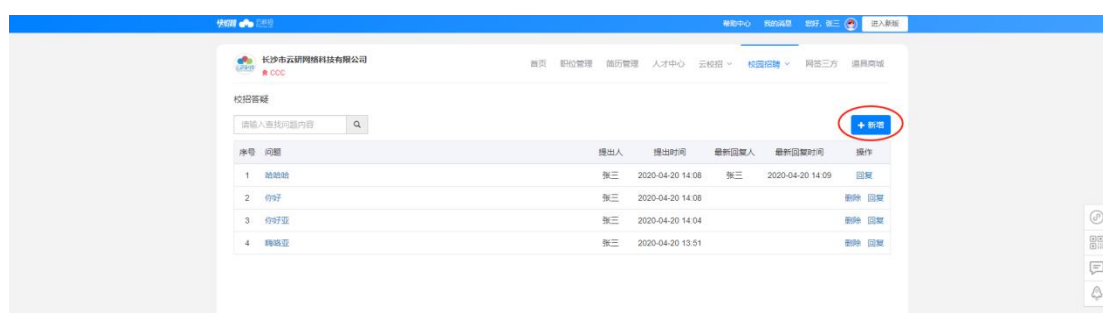 快招聘 云校招 帮助中心 我的消息 您好，张三 进入新版
长沙市云研网络科技有限公司
CCC
首页 职位管理 简历管理 人才中心 云校招 校园招聘 网签三方 道具商城
校招答疑
请输入查找问题内容 + 新增
序号 问题 提出人 提出时间 最新回复人 最新回复时间 操作
1 哈哈哈 张三 2020-04-20 14:08 张三 2020-04-20 14:09 回复
2 你好 张三 2020-04-20 14:08 删除 回复
3 你好亚 张三 2020-04-20 14:04 删除 回复
4 嗨喽亚 张三 2020-04-20 13:51 删除 回复